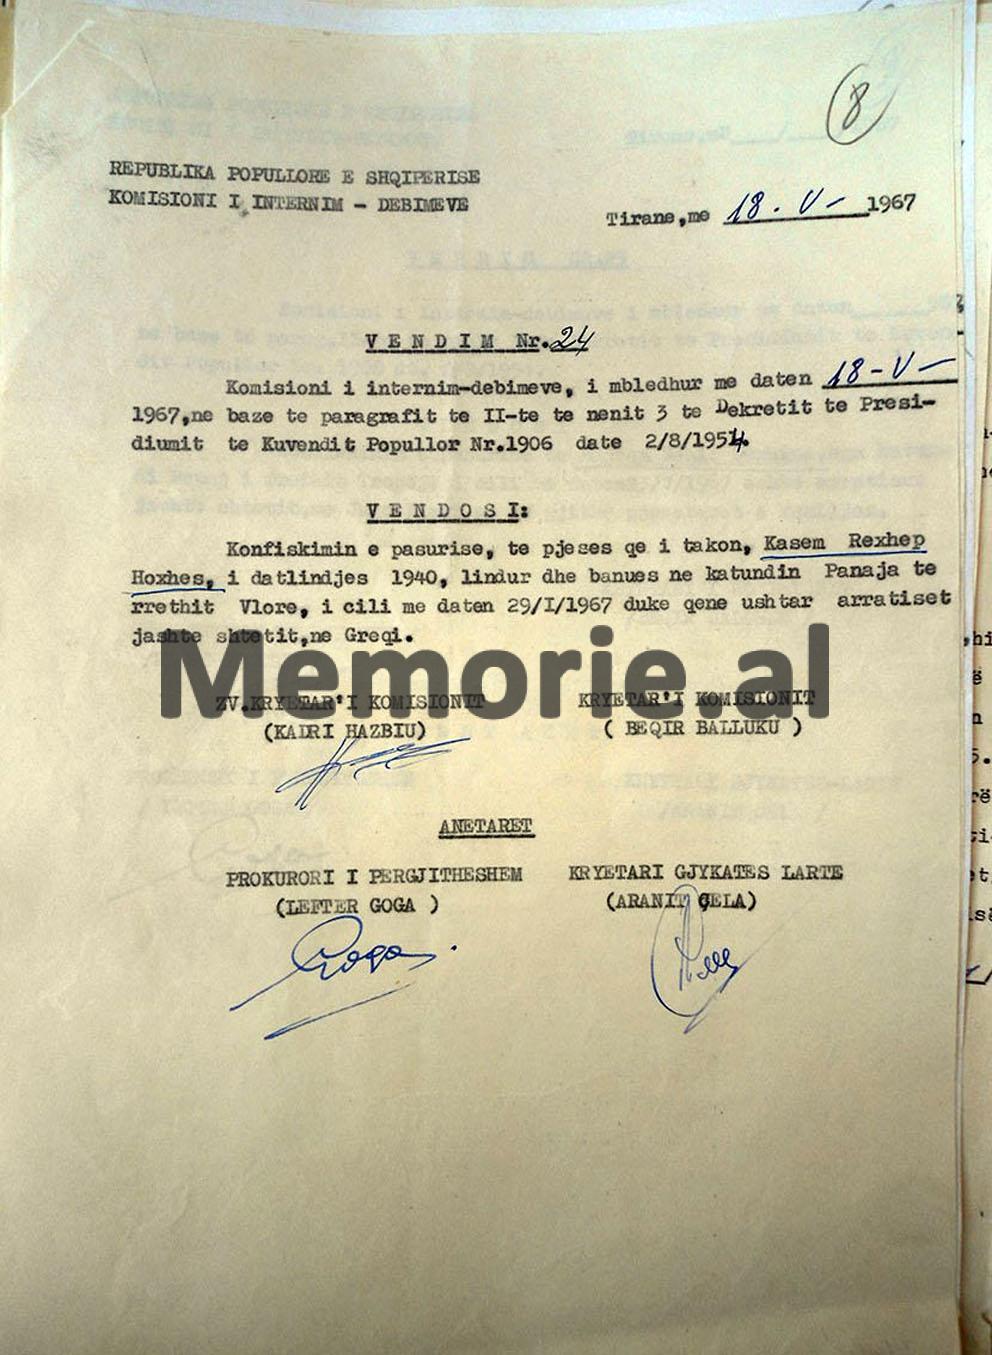 8
REPUBLIKA POPULLORE E SHQIPERISE
KOMISIONI I INTERNIM - DEBIMEVE
Tirane,me 18 - V - 1967
VENDIM Nr.24
Komisioni i internim-debimeve, i mbledhur me daten 18-V-
1967,ne baze te paragrafit te II-te te nenit 3 te Dekretit te Presi-
diumit te Kuvendit Popullor Nr.1906 date 2/8/1954.
VENDOSI:
Konfiskimin e pasurise, te pjeses qe i takon, Kasem Rexhep
Hoxhes, i datlindjes 1940, lindur dhe banues ne katundin Panaja te
rrethit Vlore, i cili me daten 29/I/1967 duke qene ushtar arratiset
jashte shtetit,ne Greqi.
Memorie.al
ZV.KRYETAR'I KOMISIONIT KRYETAR'I KOMISIONIT
(KADRI HAZBIU) ( BEQIR BALLUKU )
ANETARET
PROKURORI I PERGJITHESHEM KRYETARI GJYKATES LARTE
(LEFTER GOGA ) (ARANIT ÇELA)
Goga